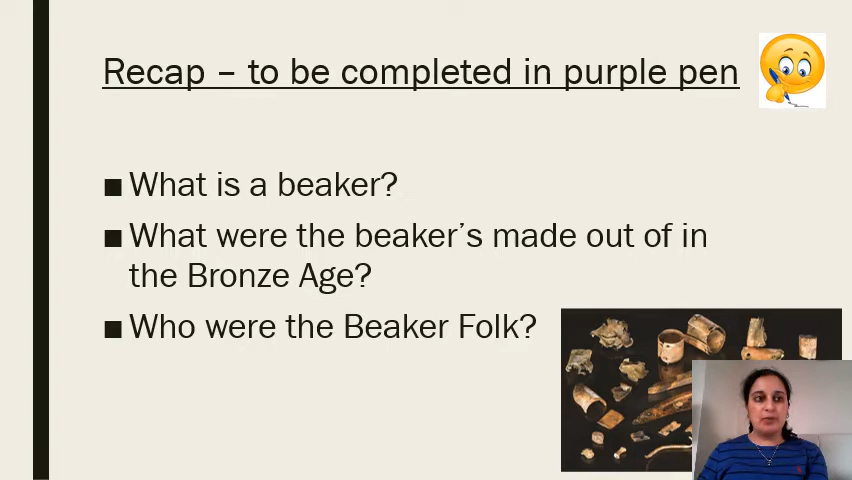 Recap – to be completed in purple pen
■ What is a beaker?
■ What were the beaker’s made out of in
the Bronze Age?
■ Who were the Beaker Folk?